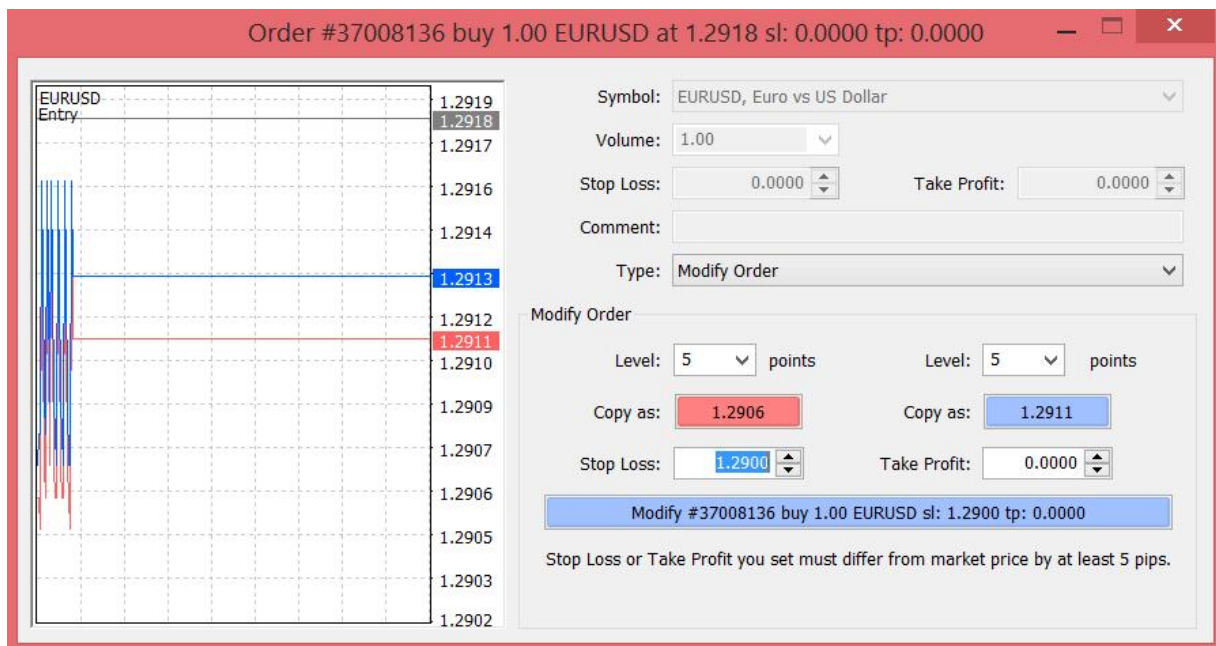 Order #37008136 buy 1.00 EURUSD at 1.2918 sl: 0.0000 tp: 0.0000
EURUSD
Entry
1.2919
1.2918
1.2917
1.2916
1.2914
1.2913
1.2912
1.2911
1.2910
1.2909
1.2907
1.2906
1.2905
1.2903
1.2902
Symbol: EURUSD, Euro vs US Dollar
Volume: 1.00
Stop Loss: 0.0000 Take Profit: 0.0000
Comment:
Type: Modify Order
Modify Order
Level: 5 points Level: 5 points
Copy as: 1.2906 Copy as: 1.2911
Stop Loss: 1.2900 Take Profit: 0.0000
Modify #37008136 buy 1.00 EURUSD sl: 1.2900 tp: 0.0000
Stop Loss or Take Profit you set must differ from market price by at least 5 pips.